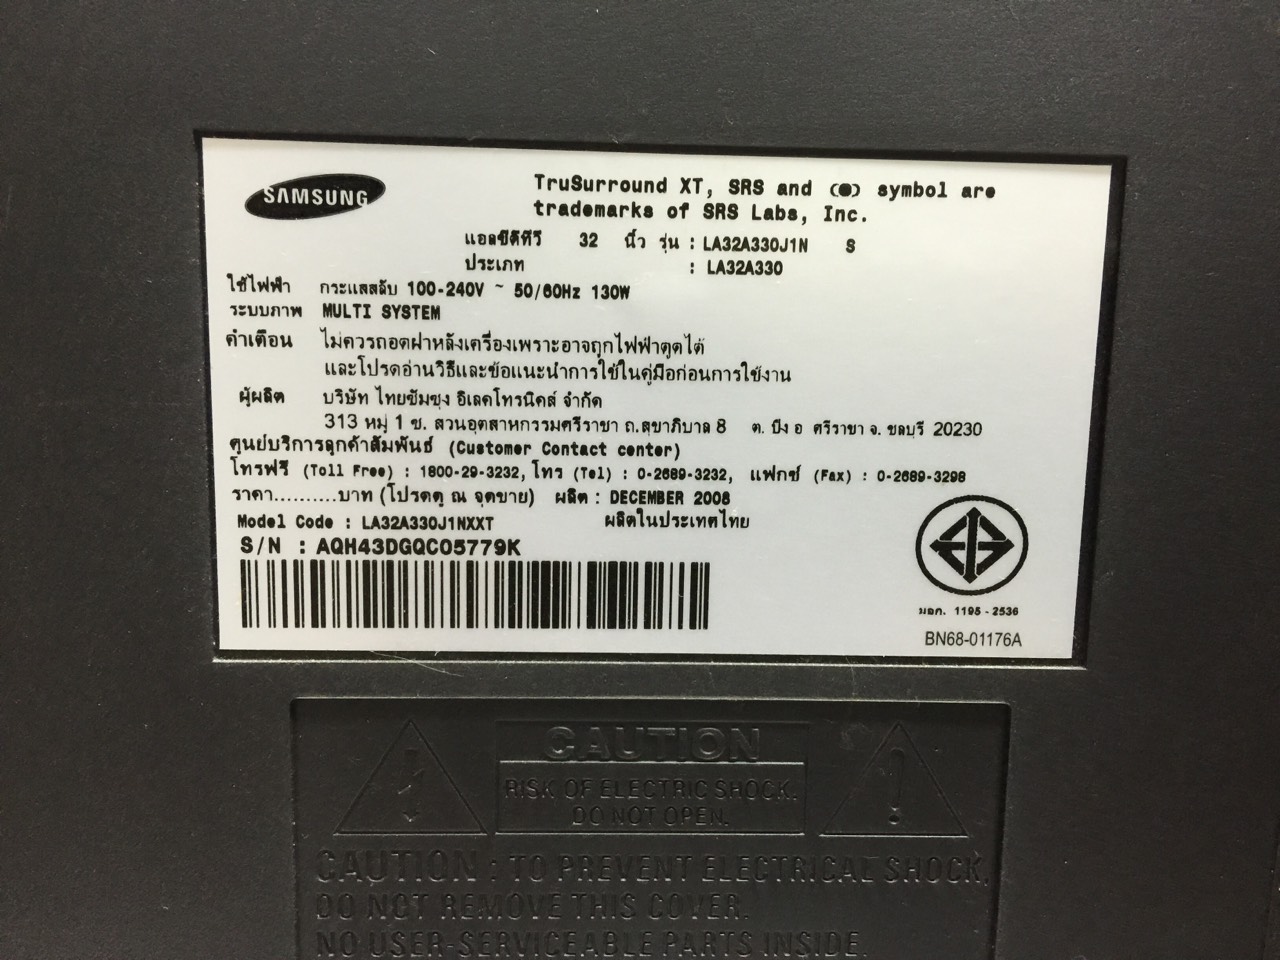 SAMSUNG
TruSurround XT, SRS and (●) symbol are
trademarks of SRS Labs, Inc.
แอลซีดีทีวี 32 นิ้ว รุ่น : LA32A330J1N S
ประเภท : LA32A330
ใช้ไฟฟ้า กระแสสลับ 100-240V ~ 50/60Hz 130W
ระบบภาพ MULTI SYSTEM
คำเตือน ไม่ควรถอดฝาหลังเครื่องเพราะอาจถูกไฟฟ้าดูดได้
และโปรดอ่านวิธีและข้อแนะนำการใช้ในคู่มือก่อนการใช้งาน
ผู้ผลิต บริษัท ไทยซัมซุง อิเลคโทรนิคส์ จำกัด
313 หมู่ 1 ซ. สวนอุตสาหกรรมศรีราชา ถ.สุขาภิบาล 8 ต. บึง อ ศรีราชา จ. ชลบุรี 20230
ศูนย์บริการลูกค้าสัมพันธ์ (Customer Contact center)
โทรฟรี (Toll Free) : 1800-29-3232, โทร (Tel) : 0-2689-3232, แฟกซ์ (Fax) : 0-2689-3298
ราคา..........บาท (โปรดดู ณ จุดขาย) ผลิต : DECEMBER 2008
Model Code : LA32A330J1NXXT ผลิตในประเทศไทย
S/N : AQH43DGQC05779K
มอก. 1195 - 2536
BN68-01176A
CAUTION
RISK OF ELECTRIC SHOCK.
DO NOT OPEN.
CAUTION : TO PREVENT ELECTRICAL SHOCK,
DO NOT REMOVE THIS COVER.
NO USER-SERVICEABLE PARTS INSIDE.